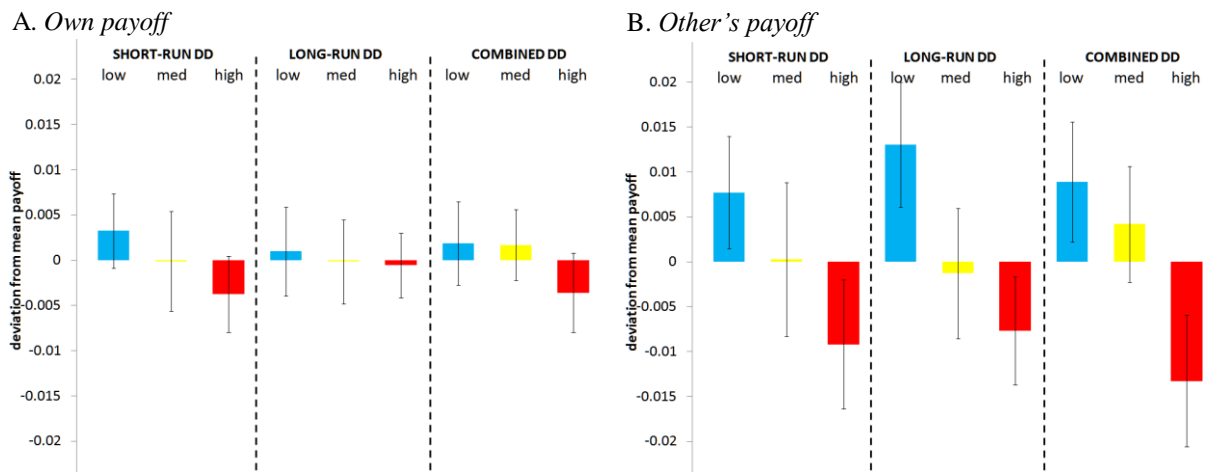 A. Own payoff
SHORT-RUN DD LONG-RUN DD COMBINED DD
low med high low med high low med high
0.02
0.015
0.01
0.005
0
-0.005
-0.01
-0.015
-0.02
deviation from mean payoff
B. Other's payoff
SHORT-RUN DD LONG-RUN DD COMBINED DD
low med high low med high low med high
0.02
0.015
0.01
0.005
0
-0.005
-0.01
-0.015
-0.02
deviation from mean payoff